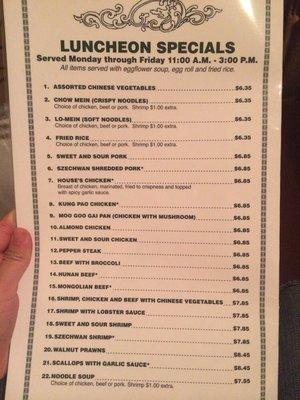 LUNCHEON SPECIALS
Served Monday through Friday 11:00 A.M. - 3:00 P.M.
All items served with eggflower soup, egg roll and fried rice.
1. ASSORTED CHINESE VEGETABLES $6.35
2. CHOW MEIN (CRISPY NOODLES) $6.35
Choice of chicken, beef or pork. Shrimp $1.00 extra.
3. LO-MEIN (SOFT NOODLES) $6.35
Choice of chicken, beef or pork. Shrimp $1.00 extra.
4. FRIED RICE $6.35
Choice of chicken, beef or pork. Shrimp $1.00 extra.
5. SWEET AND SOUR PORK $6.85
6. SZECHWAN SHREDDED PORK* $6.85
7. HOUSE'S CHICKEN* $6.85
Breast of chicken, marinated, fried to crispness and topped
with spicy garlic sauce.
8. KUNG PAO CHICKEN* $6.85
9. MOO GOO GAI PAN (CHICKEN WITH MUSHROOM) $6.85
10. ALMOND CHICKEN $6.85
11. SWEET AND SOUR CHICKEN $6.85
12. PEPPER STEAK $6.85
13. BEEF WITH BROCCOLI $6.85
14. HUNAN BEEF* $6.85
15. MONGOLIAN BEEF* $6.85
16. SHRIMP, CHICKEN AND BEEF WITH CHINESE VEGETABLES $7.85
17. SHRIMP WITH LOBSTER SAUCE $7.85
18. SWEET AND SOUR SHRIMP $7.85
19. SZECHWAN SHRIMP* $7.85
20. WALNUT PRAWNS $8.45
21. SCALLOPS WITH GARLIC SAUCE* $8.45
22. NOODLE SOUP $7.55
Choice of chicken, beef or pork. Shrimp $1.00 extra.